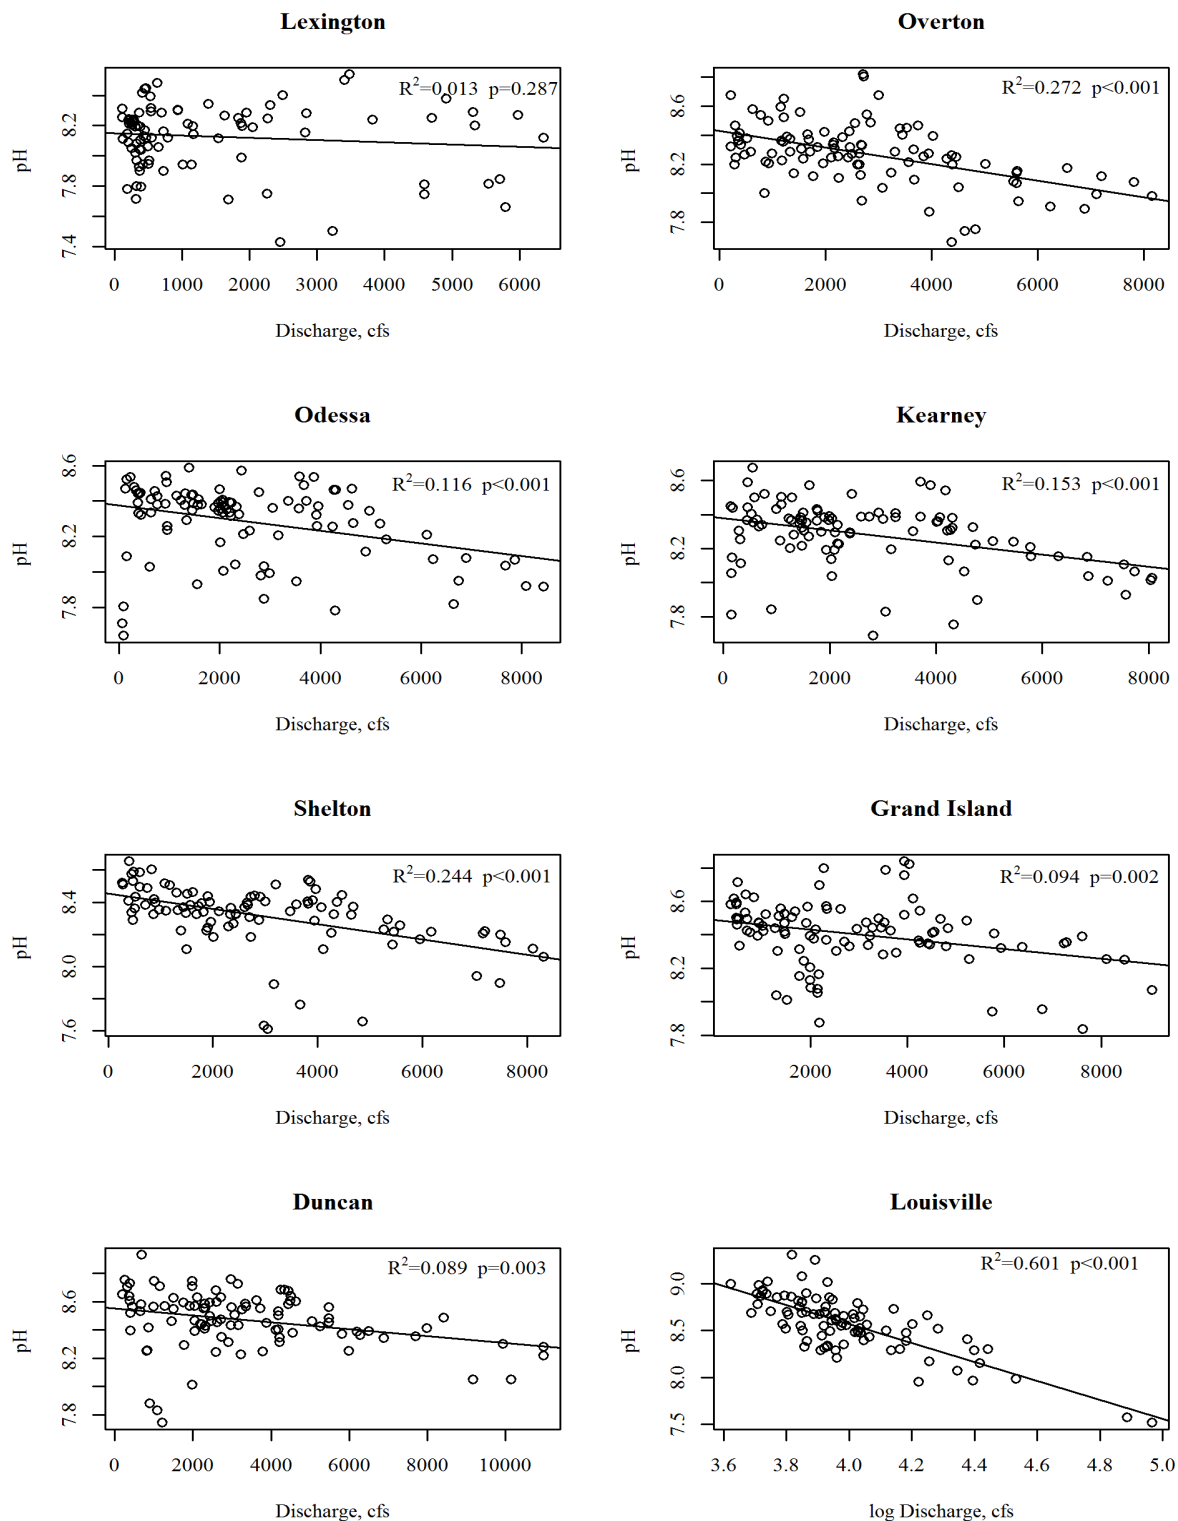 Lexington
R²=0.013 p=0.287
pH
7.4 7.8 8.2
0 1000 2000 3000 4000 5000 6000
Discharge, cfs
Overton
R²=0.272 p<0.001
pH
7.8 8.2 8.6
0 2000 4000 6000 8000
Discharge, cfs
Odessa
R²=0.116 p<0.001
pH
7.8 8.2 8.6
0 2000 4000 6000 8000
Discharge, cfs
Kearney
R²=0.153 p<0.001
pH
7.8 8.2 8.6
0 2000 4000 6000 8000
Discharge, cfs
Shelton
R²=0.244 p<0.001
pH
7.6 8.0 8.4
0 2000 4000 6000 8000
Discharge, cfs
Grand Island
R²=0.094 p=0.002
pH
7.8 8.2 8.6
2000 4000 6000 8000
Discharge, cfs
Duncan
R²=0.089 p=0.003
pH
7.8 8.2 8.6
0 2000 4000 6000 8000 10000
Discharge, cfs
Louisville
R²=0.601 p<0.001
pH
7.5 8.0 8.5 9.0
3.6 3.8 4.0 4.2 4.4 4.6 4.8 5.0
log Discharge, cfs